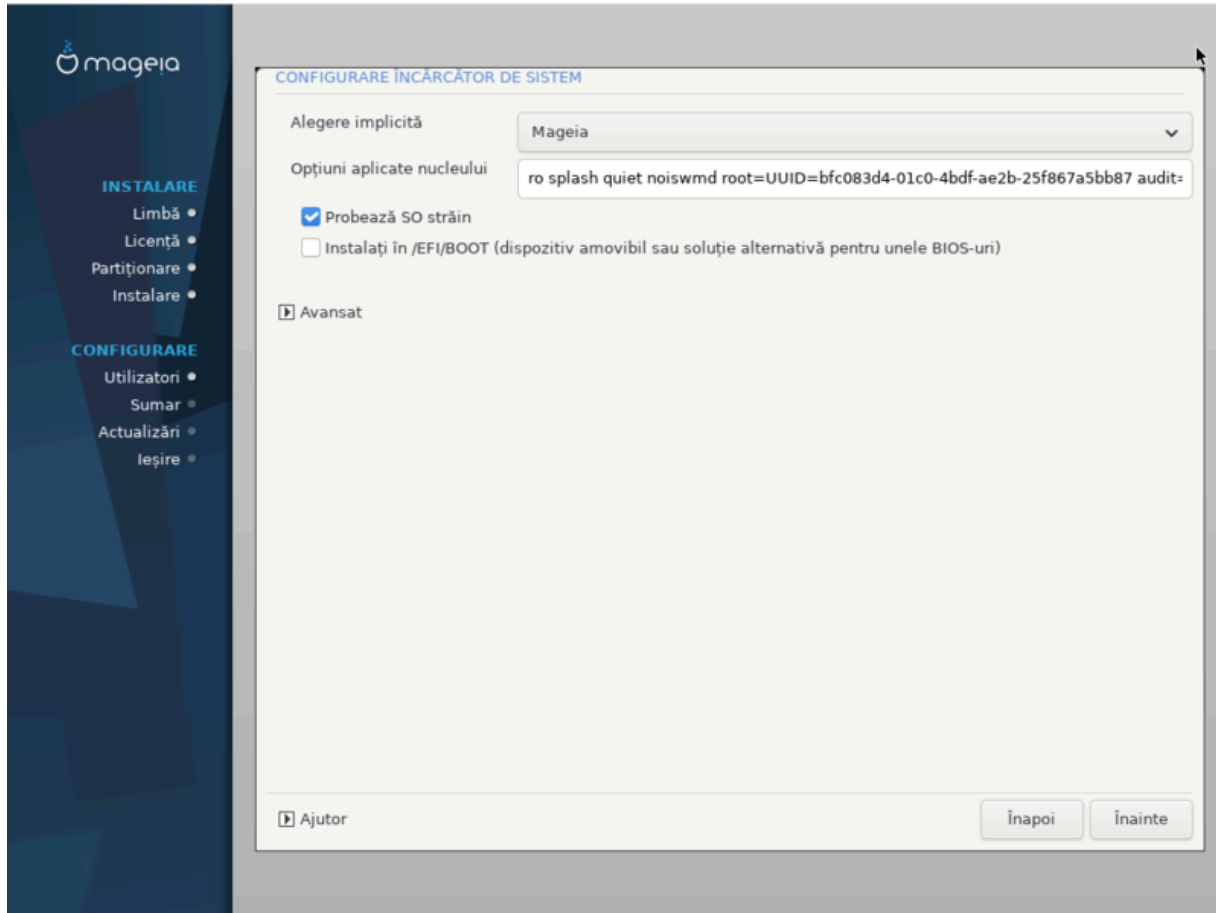 mageia
INSTALARE
Limbă
Licență
Partiționare
Instalare
CONFIGURARE
Utilizatori
Sumar
Actualizări
Ieșire
CONFIGURARE ÎNCĂRCĂTOR DE SISTEM
Alegere implicită
Mageia
Opțiuni aplicate nucleului
ro splash quiet noiswmd root=UUID=bfc083d4-01c0-4bdf-ae2b-25f867a5bb87 audit=
Probează SO străin
Instalați în /EFI/BOOT (dispozitiv amovibil sau soluție alternativă pentru unele BIOS-uri)
Avansat
Ajutor
Înapoi
Înainte